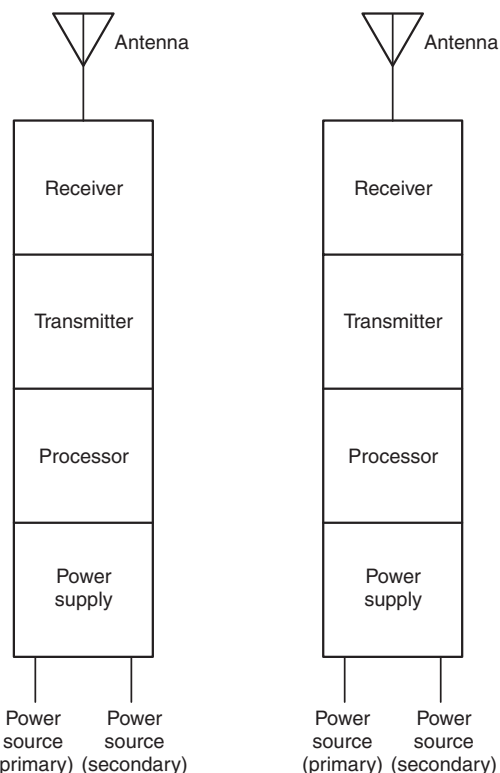 Antenna
Receiver
Transmitter
Processor
Power
supply
Power
source
primary)
Power
source
(secondary)
Antenna
Receiver
Transmitter
Processor
Power
supply
Power
source
(primary)
Power
source
(secondary)